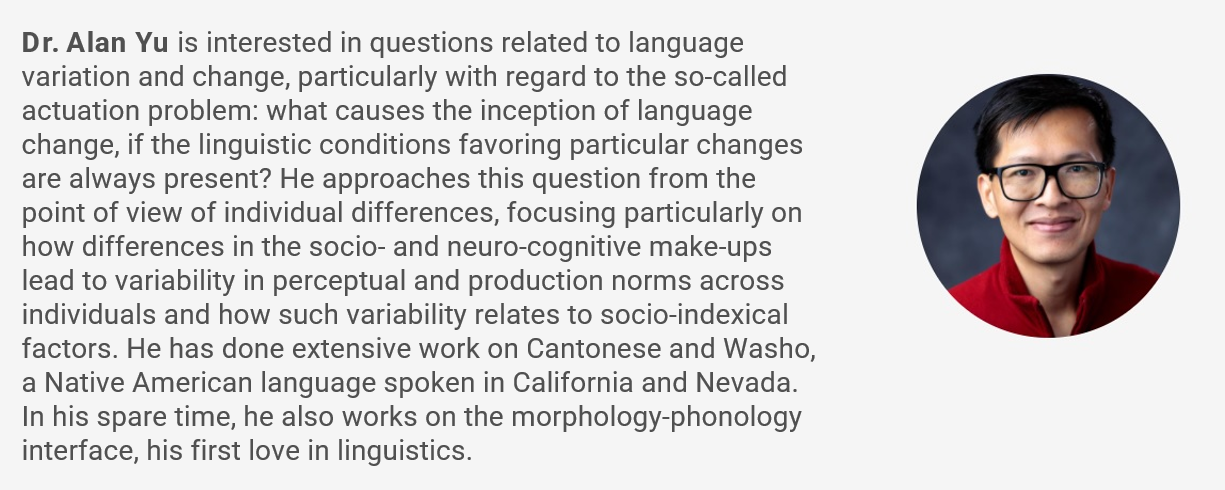 Dr. Alan Yu is interested in questions related to language
variation and change, particularly with regard to the so-called
actuation problem: what causes the inception of language
change, if the linguistic conditions favoring particular changes
are always present? He approaches this question from the
point of view of individual differences, focusing particularly on
how differences in the socio- and neuro-cognitive make-ups
lead to variability in perceptual and production norms across
individuals and how such variability relates to socio-indexical
factors. He has done extensive work on Cantonese and Washo,
a Native American language spoken in California and Nevada.
In his spare time, he also works on the morphology-phonology
interface, his first love in linguistics.